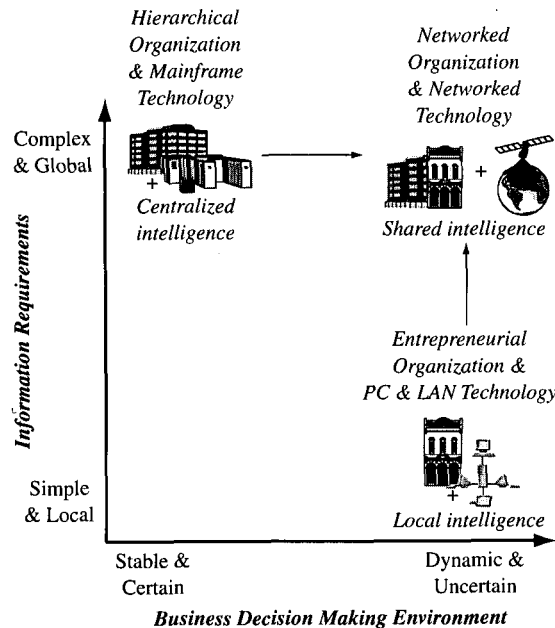 Hierarchical
Organization
& Mainframe
Technology
Networked
Organization
& Networked
Technology
Complex
& Global
+
+
Centralized
intelligence
Shared intelligence
Information Requirements
Entrepreneurial
Organization &
PC & LAN Technology
+
Simple
& Local
Local intelligence
Stable &
Certain
Dynamic &
Uncertain
Business Decision Making Environment